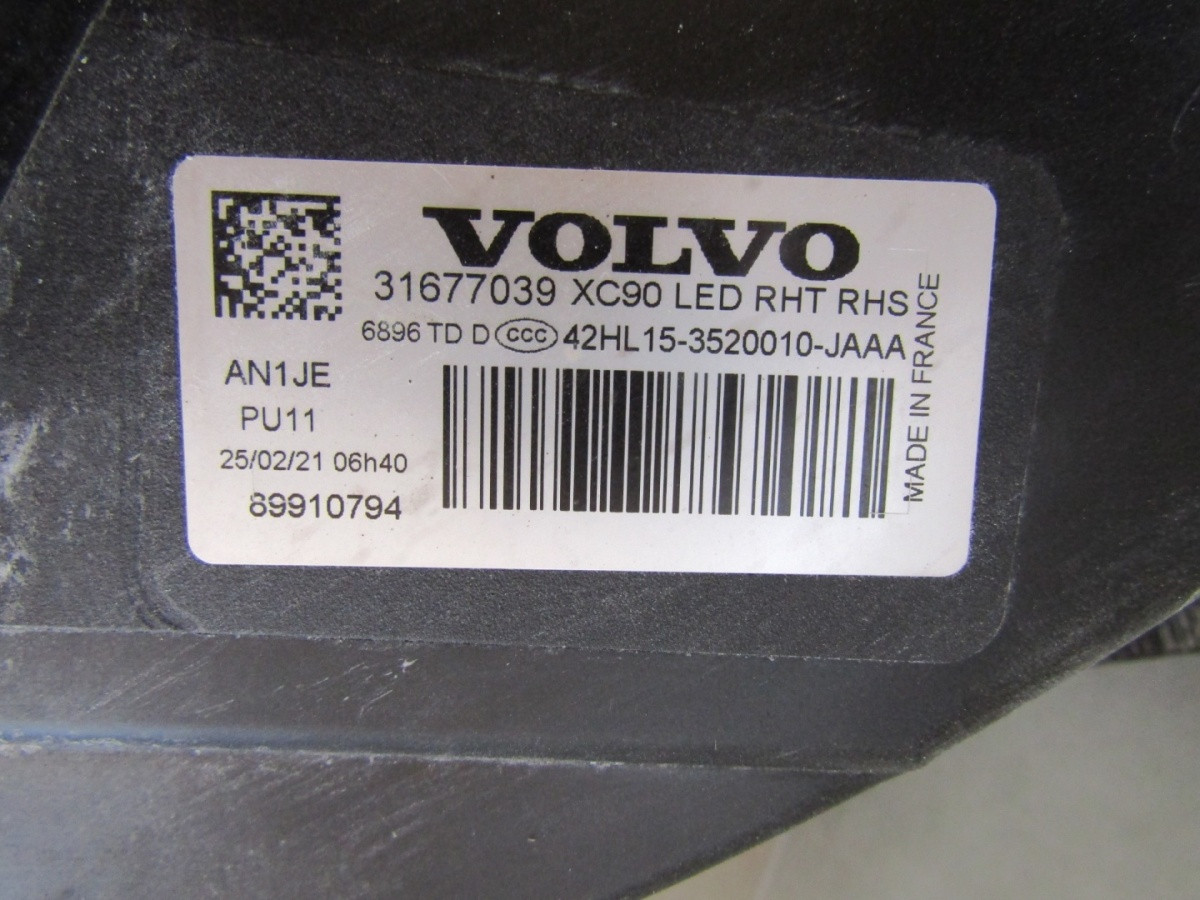 VOLVO
31677039 XC90 LED RHT RHS
6896 TD D CCC 42HL15-3520010-JAAA
AN1JE
PU11
25/02/21 06h40
89910794
MADE IN FRANCE